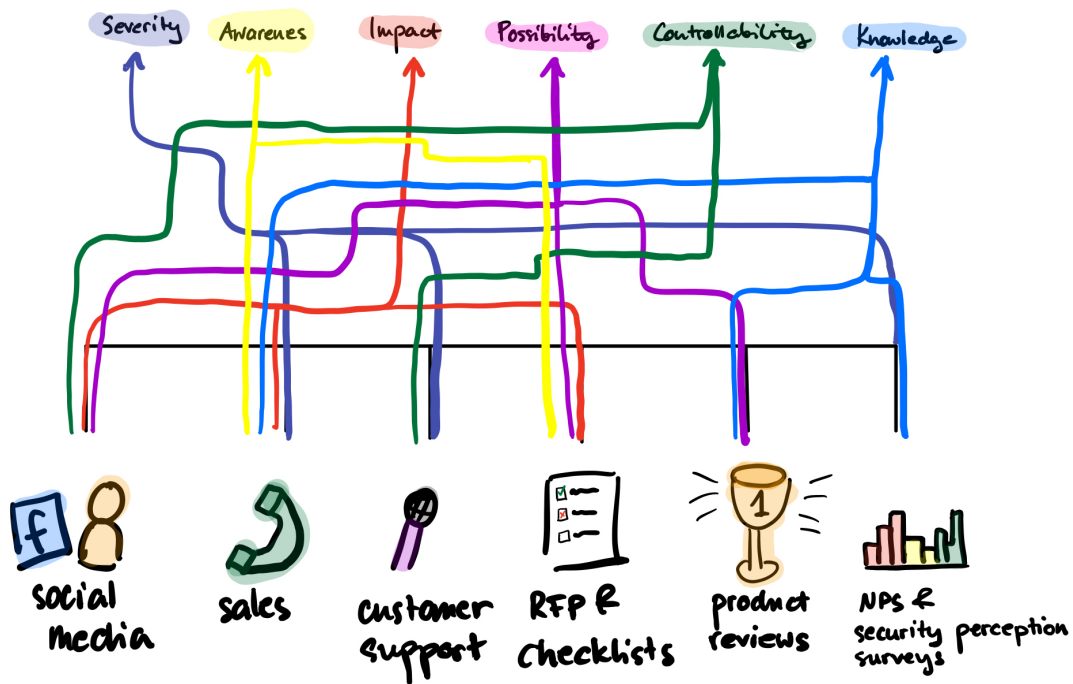 Severity
Awarenes
Impact
Possibility
Controllability
Knowledge
f
1
social
media
sales
customer
support
RFP &
checklists
product
reviews
NPS &
security perception
surveys